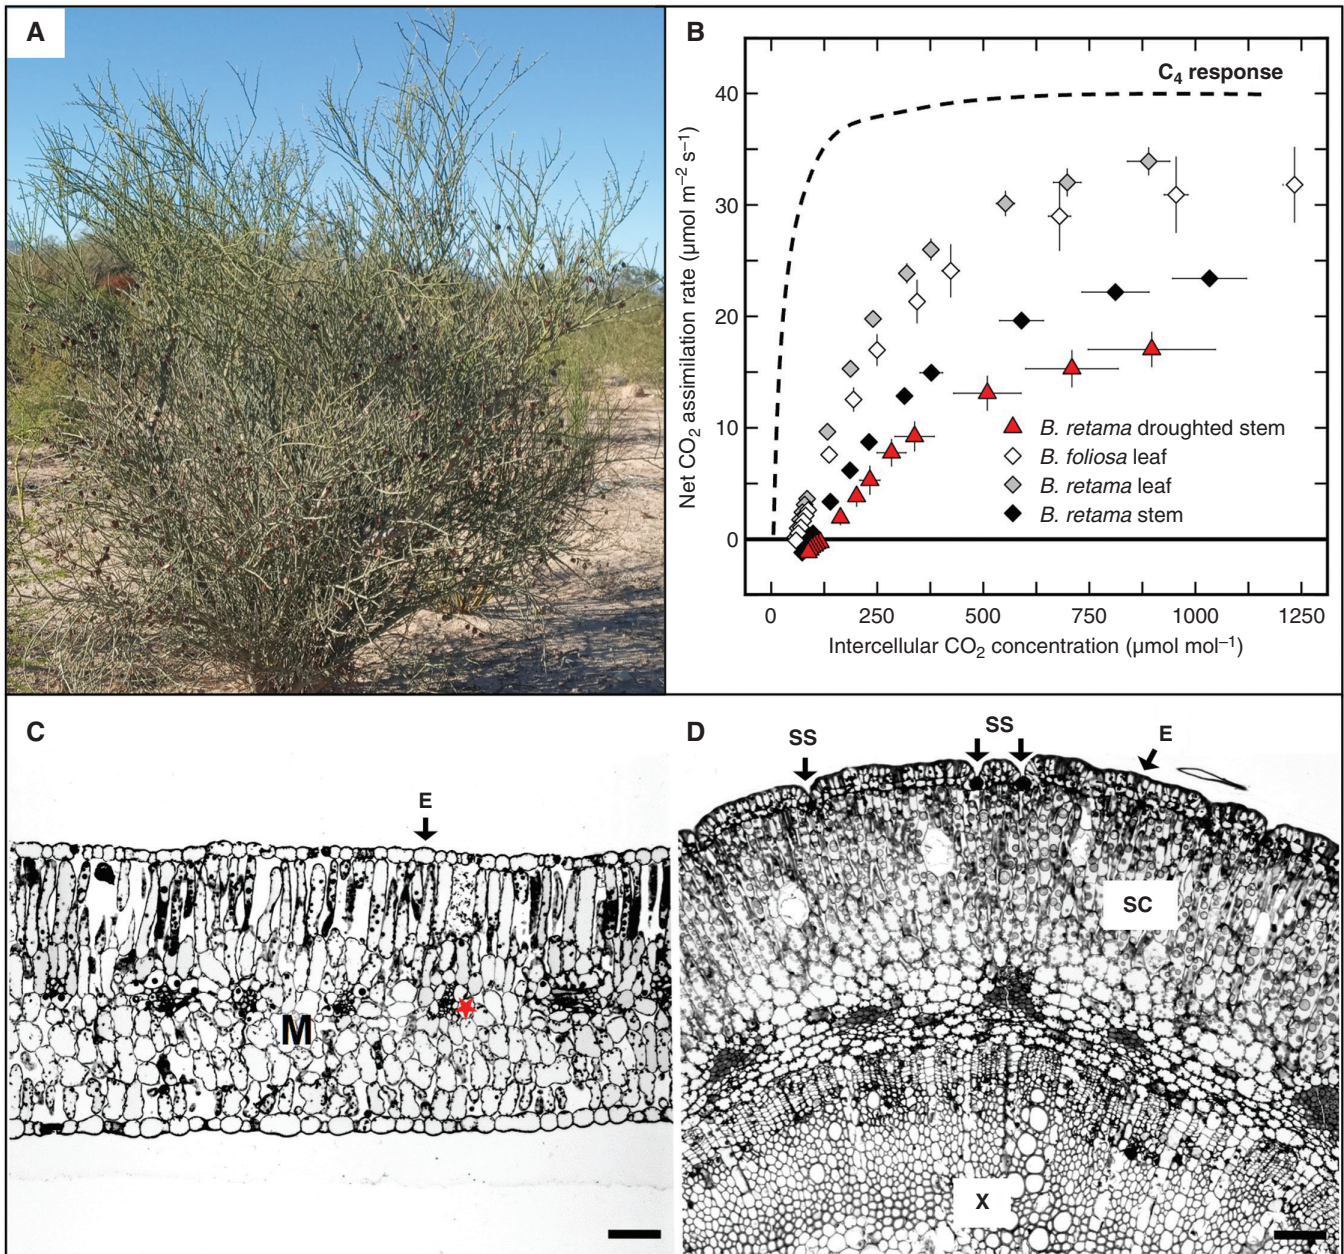 A
B
C₄ response
40
30
20
10
0
Net CO₂ assimilation rate (µmol m⁻² s⁻¹)
B. retama droughted stem
B. foliosa leaf
B. retama leaf
B. retama stem
0 250 500 750 1000 1250
Intercellular CO₂ concentration (µmol mol⁻¹)
C
E
M
D
SS
SS
E
SC
X